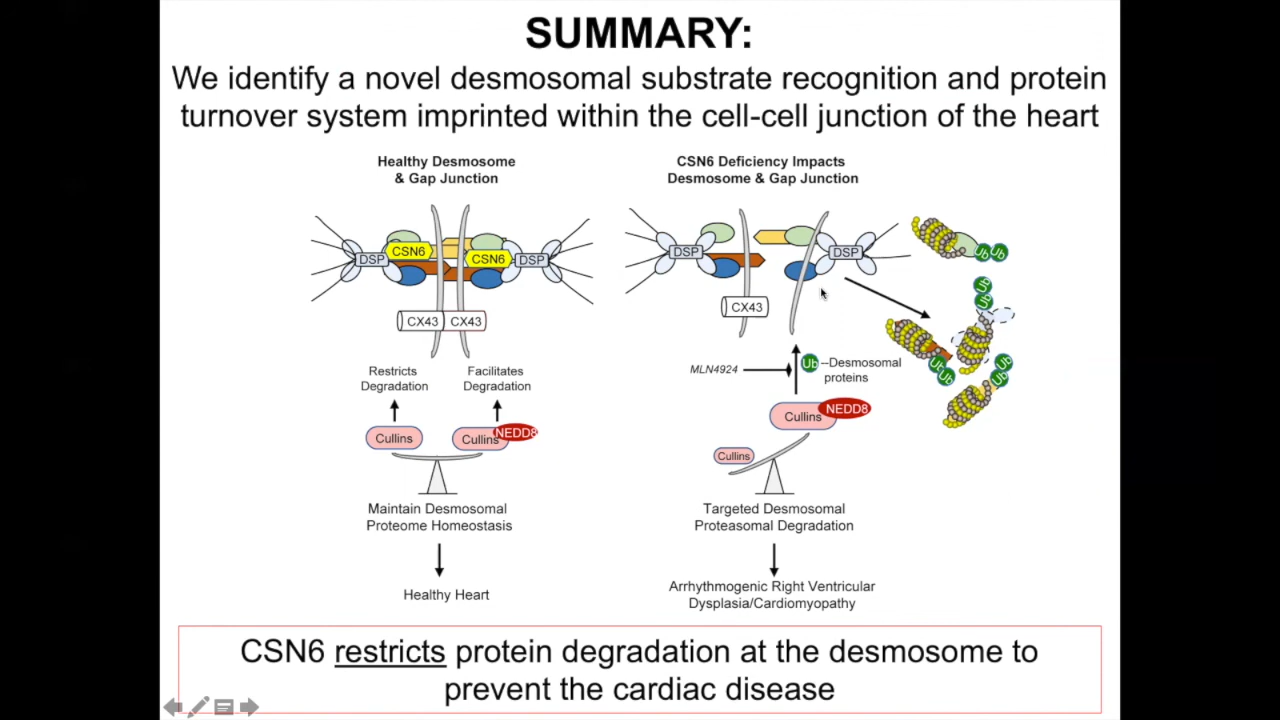 SUMMARY:
We identify a novel desmosomal substrate recognition and protein
turnover system imprinted within the cell-cell junction of the heart
Healthy Desmosome
& Gap Junction
DSP
CSN6
CSN6
DSP
CX43
CX43
Restricts
Degradation
Facilitates
Degradation
Cullins
Cullins
NEDD8
Maintain Desmosomal
Proteome Homeostasis
Healthy Heart
CSN6 Deficiency Impacts
Desmosome & Gap Junction
DSP
DSP
CX43
Ub
Ub
Ub
Ub
Ub
Ub
Ub
Ub
MLN4924
Ub
–Desmosomal
proteins
Cullins
NEDD8
Cullins
Targeted Desmosomal
Proteasomal Degradation
Arrhythmogenic Right Ventricular
Dysplasia/Cardiomyopathy
CSN6 restricts protein degradation at the desmosome to
prevent the cardiac disease